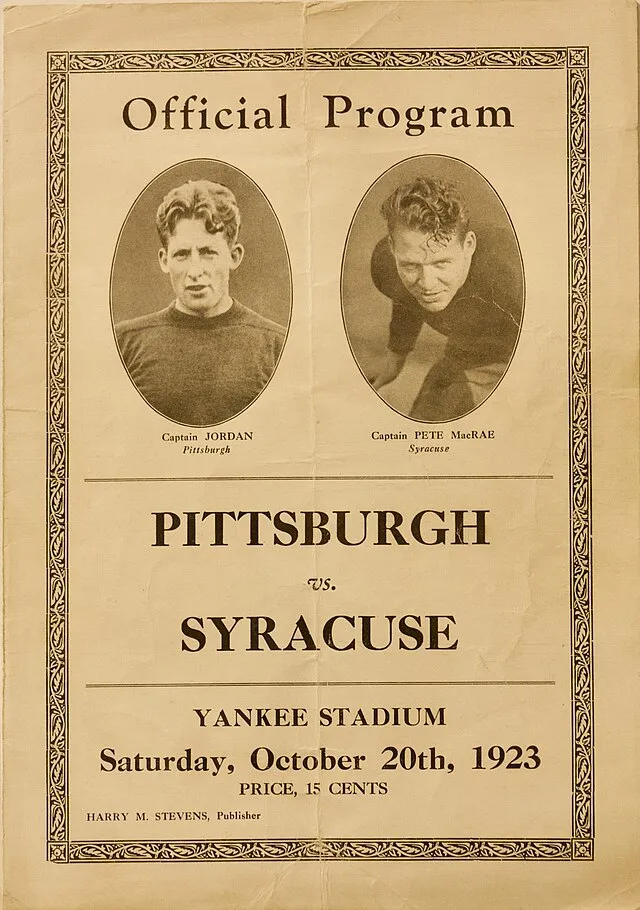 Official Program
Captain JORDAN
Pittsburgh
Captain PETE MacRAE
Syracuse
PITTSBURGH
vs.
SYRACUSE
YANKEE STADIUM
Saturday, October 20th, 1923
PRICE, 15 CENTS
HARRY M. STEVENS, Publisher